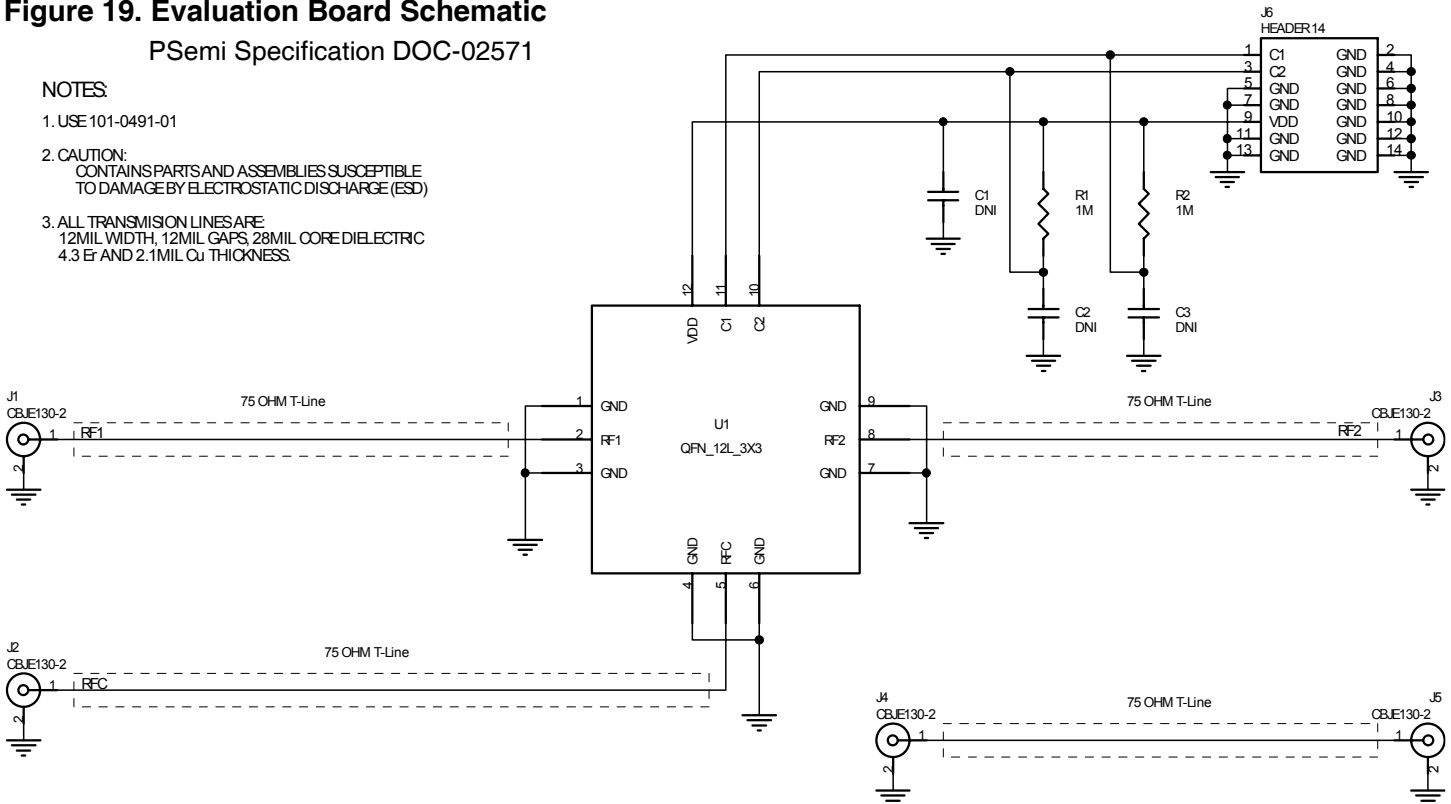 Figure 19. Evaluation Board Schematic
PSemi Specification DOC-02571
NOTES:
1. USE 101-0491-01
2. CAUTION:
CONTAINS PARTS AND ASSEMBLIES SUSCEPTIBLE
TO DAMAGE BY ELECTROSTATIC DISCHARGE (ESD)
3. ALL TRANSMISION LINES ARE:
12MIL WIDTH, 12MIL GAPS, 28MIL CORE DIELECTRIC
4.3 Er AND 2.1MIL Cu THICKNESS.
J6
HEADER 14
1 C1 GND 2
3 C2 GND 4
5 GND GND 6
7 GND GND 8
9 VDD GND 10
11 GND GND 12
13 GND GND 14
C1
DNI
R1
1M
R2
1M
C2
DNI
C3
DNI
12 11 10
VDD C1 C2
J1
CBJE130-2
1
2
RF1
75 OHM T-Line
1 GND
2 RF1
3 GND
U1
QFN_12L_3X3
GND 9
RF2 8
GND 7
75 OHM T-Line
RF2
J3
CBJE130-2
1
2
GND RFC GND
4 5 6
J2
CBJE130-2
1
2
RFC
75 OHM T-Line
J4
CBJE130-2
1
2
75 OHM T-Line
J5
CBJE130-2
1
2